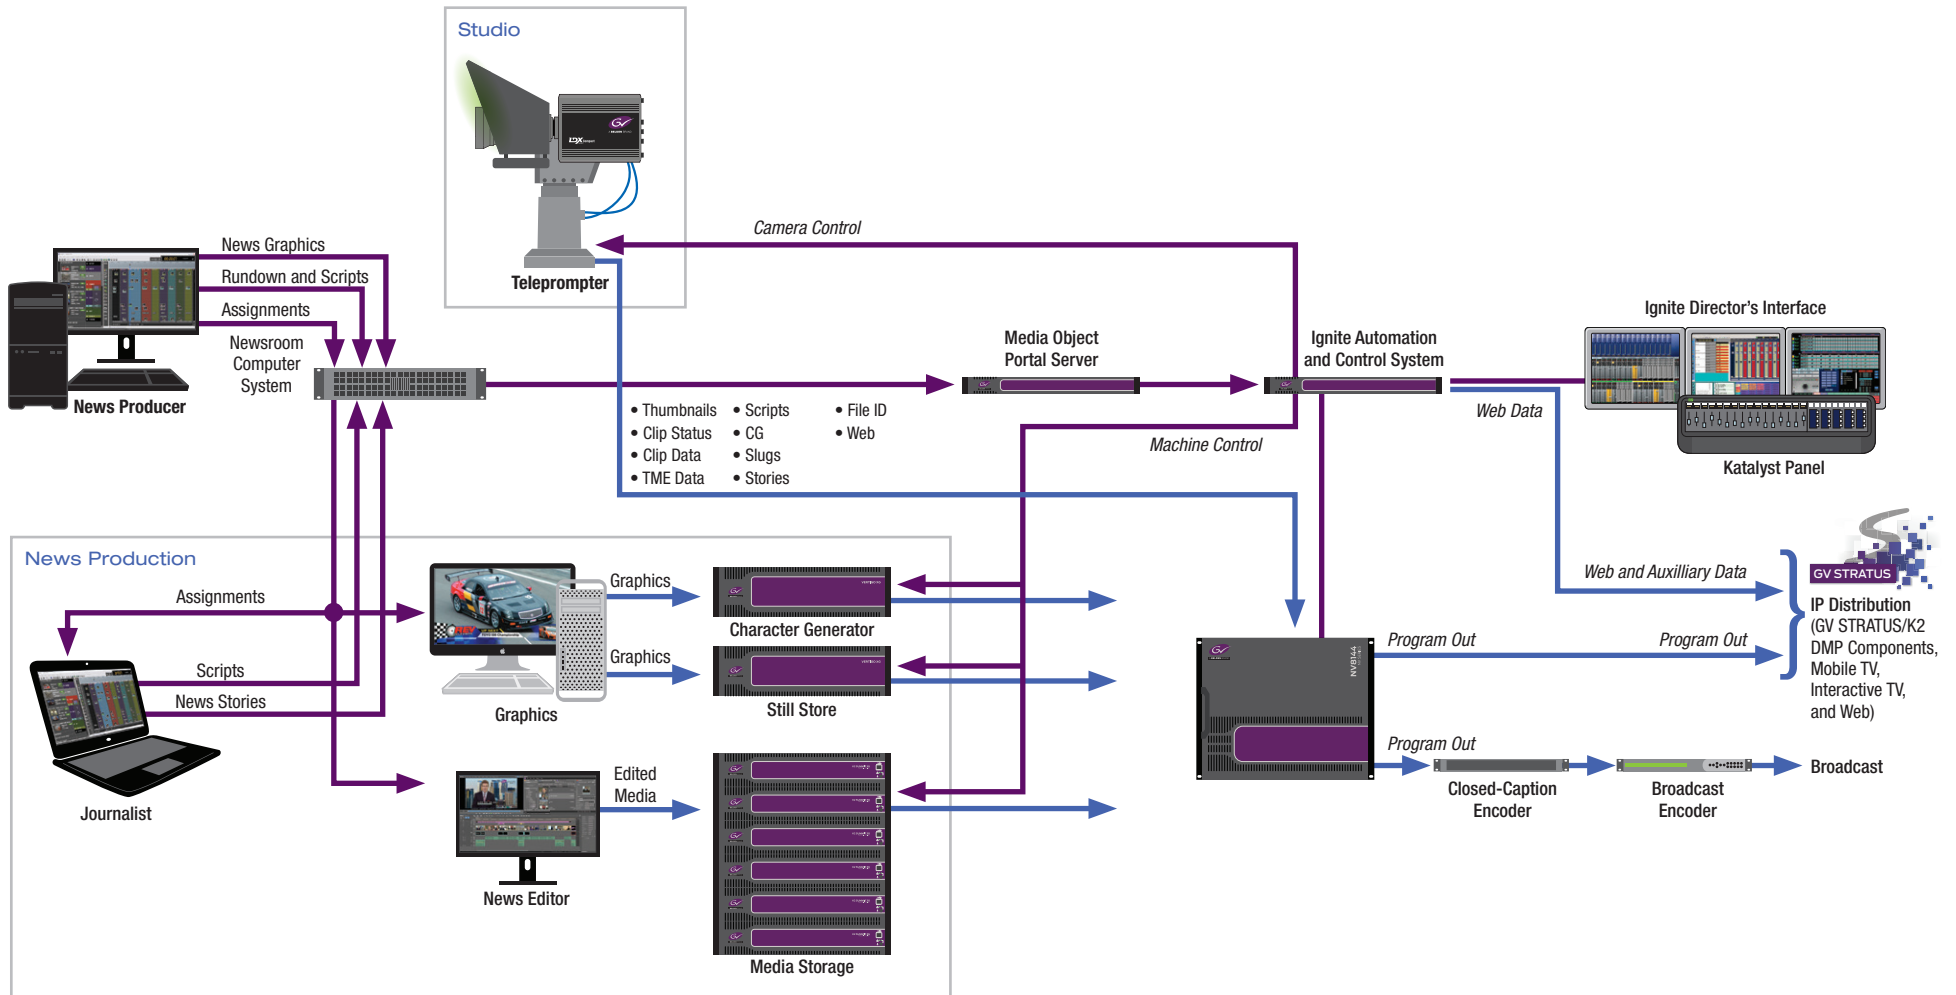 Studio
GV
LDX
Teleprompter
Camera Control
News Graphics
Rundown and Scripts
Assignments
Newsroom
Computer
System
News Producer
Media Object
Portal Server
Ignite Automation
and Control System
Ignite Director's Interface
Katalyst Panel
• Thumbnails
• Clip Status
• Clip Data
• TME Data
• Scripts
• CG
• Slugs
• Stories
• File ID
• Web
Machine Control
Web Data
News Production
Assignments
Scripts
News Stories
Journalist
Graphics
Graphics
Graphics
Character Generator
Still Store
Edited
Media
News Editor
Media Storage
NV8144
Program Out
Program Out
Program Out
Web and Auxilliary Data
GV STRATUS
IP Distribution
(GV STRATUS/K2
DMP Components,
Mobile TV,
Interactive TV,
and Web)
Closed-Caption
Encoder
Broadcast
Encoder
Broadcast